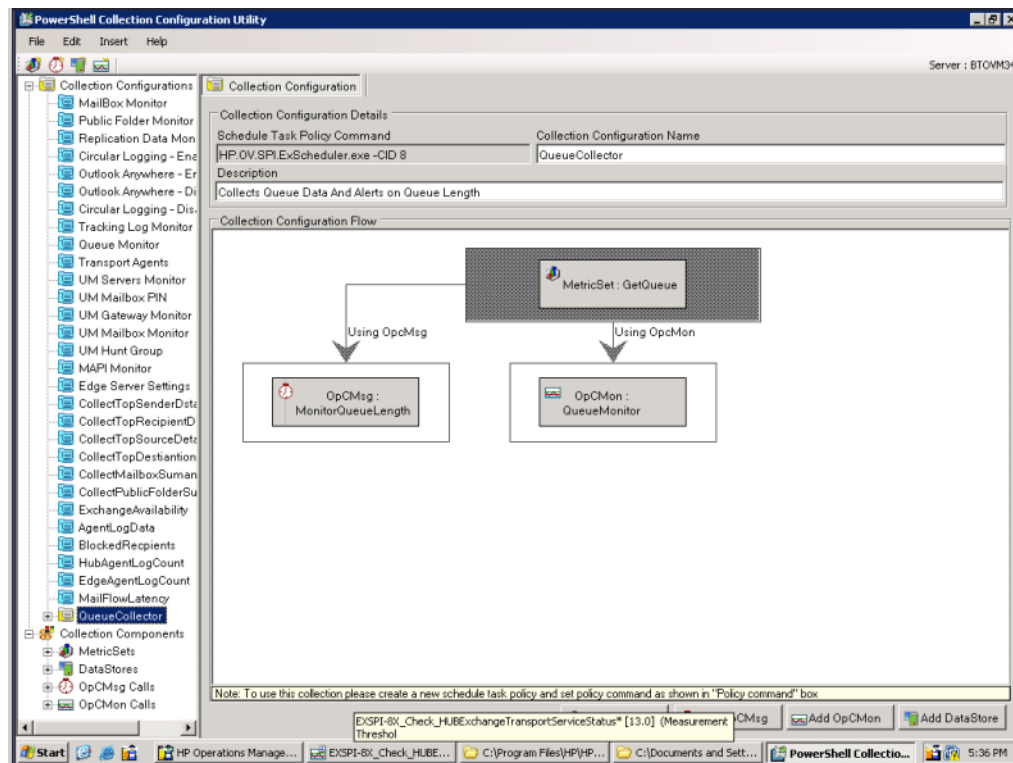 PowerShell Collection Configuration Utility
File Edit Insert Help
Server : BTOVM34
Collection Configurations
MailBox Monitor
Public Folder Monitor
Replication Data Mon
Circular Logging - Ena
Outlook Anywhere - Er
Outlook Anywhere - Di
Circular Logging - Dis
Tracking Log Monitor
Queue Monitor
Transport Agents
UM Servers Monitor
UM Mailbox PIN
UM Gateway Monitor
UM Mailbox Monitor
UM Hunt Group
MAPI Monitor
Edge Server Settings
CollectTopSenderDsta
CollectTopRecipientD
CollectTopSourceDeta
CollectTopDestiantion
CollectMailboxSuman
CollectPublicFolderSu
ExchangeAvailability
AgentLogData
BlockedRecpients
HubAgentLogCount
EdgeAgentLogCount
MailFlowLatency
QueueCollector
Collection Components
MetricSets
DataStores
OpCMsg Calls
OpCMon Calls
Collection Configuration
Collection Configuration Details
Schedule Task Policy Command
Collection Configuration Name
HP.OV.SPI.ExScheduler.exe -CID 8
QueueCollector
Description
Collects Queue Data And Alerts on Queue Length
Collection Configuration Flow
MetricSet : GetQueue
Using OpcMsg
Using OpcMon
OpCMsg :
MonitorQueueLength
OpCMon :
QueueMonitor
Note: To use this collection please create a new schedule task policy and set policy command as shown in "Policy command" box
CMsg
Add OpCMon
Add DataStore
EXSPI-8X_Check_HUBExchangeTransportServiceStatus* [13.0] (Measurement
Threshol
Start
HP Operations Manage...
EXSPI-8X_Check_HUBE...
C:\Program Files\HP\HP...
C:\Documents and Sett...
PowerShell Collectio...
5:36 PM